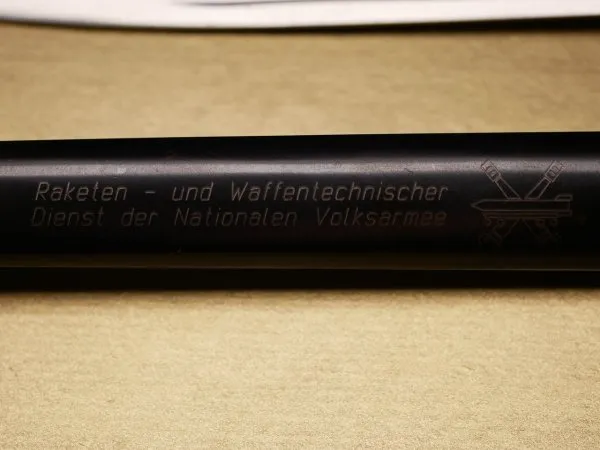 Raketen - und Waffentechnischer
Dienst der Nationalen Volksarmee